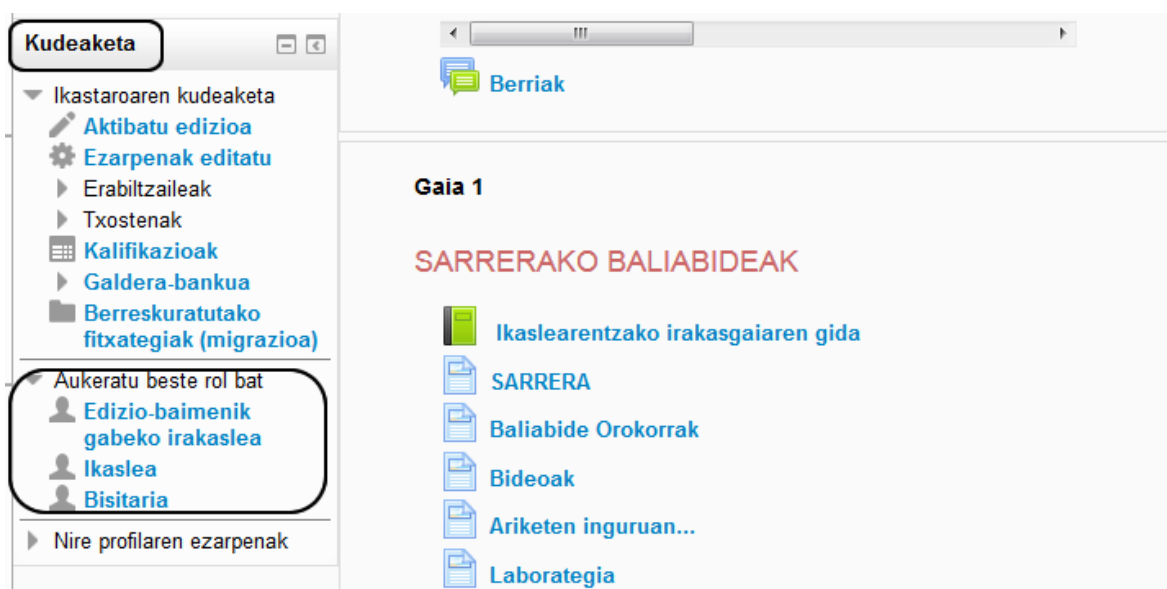 Kudeaketa
Ikastaroaren kudeaketa
Aktibatu edizioa
Ezarpenak editatu
Erabiltzaileak
Txostenak
Kalifikazioak
Galdera-bankua
Berreskuratutako
fitxategiak (migrazioa)
Aukeratu beste rol bat
Edizio-baimenik
gabeko irakaslea
Ikaslea
Bisitaria
Nire profilaren ezarpenak
Berriak
Gaia 1
SARRERAKO BALIABIDEAK
Ikaslearentzako irakasgaiaren gida
SARRERA
Baliabide Orokorrak
Bideoak
Ariketen inguruan...
Laborategia